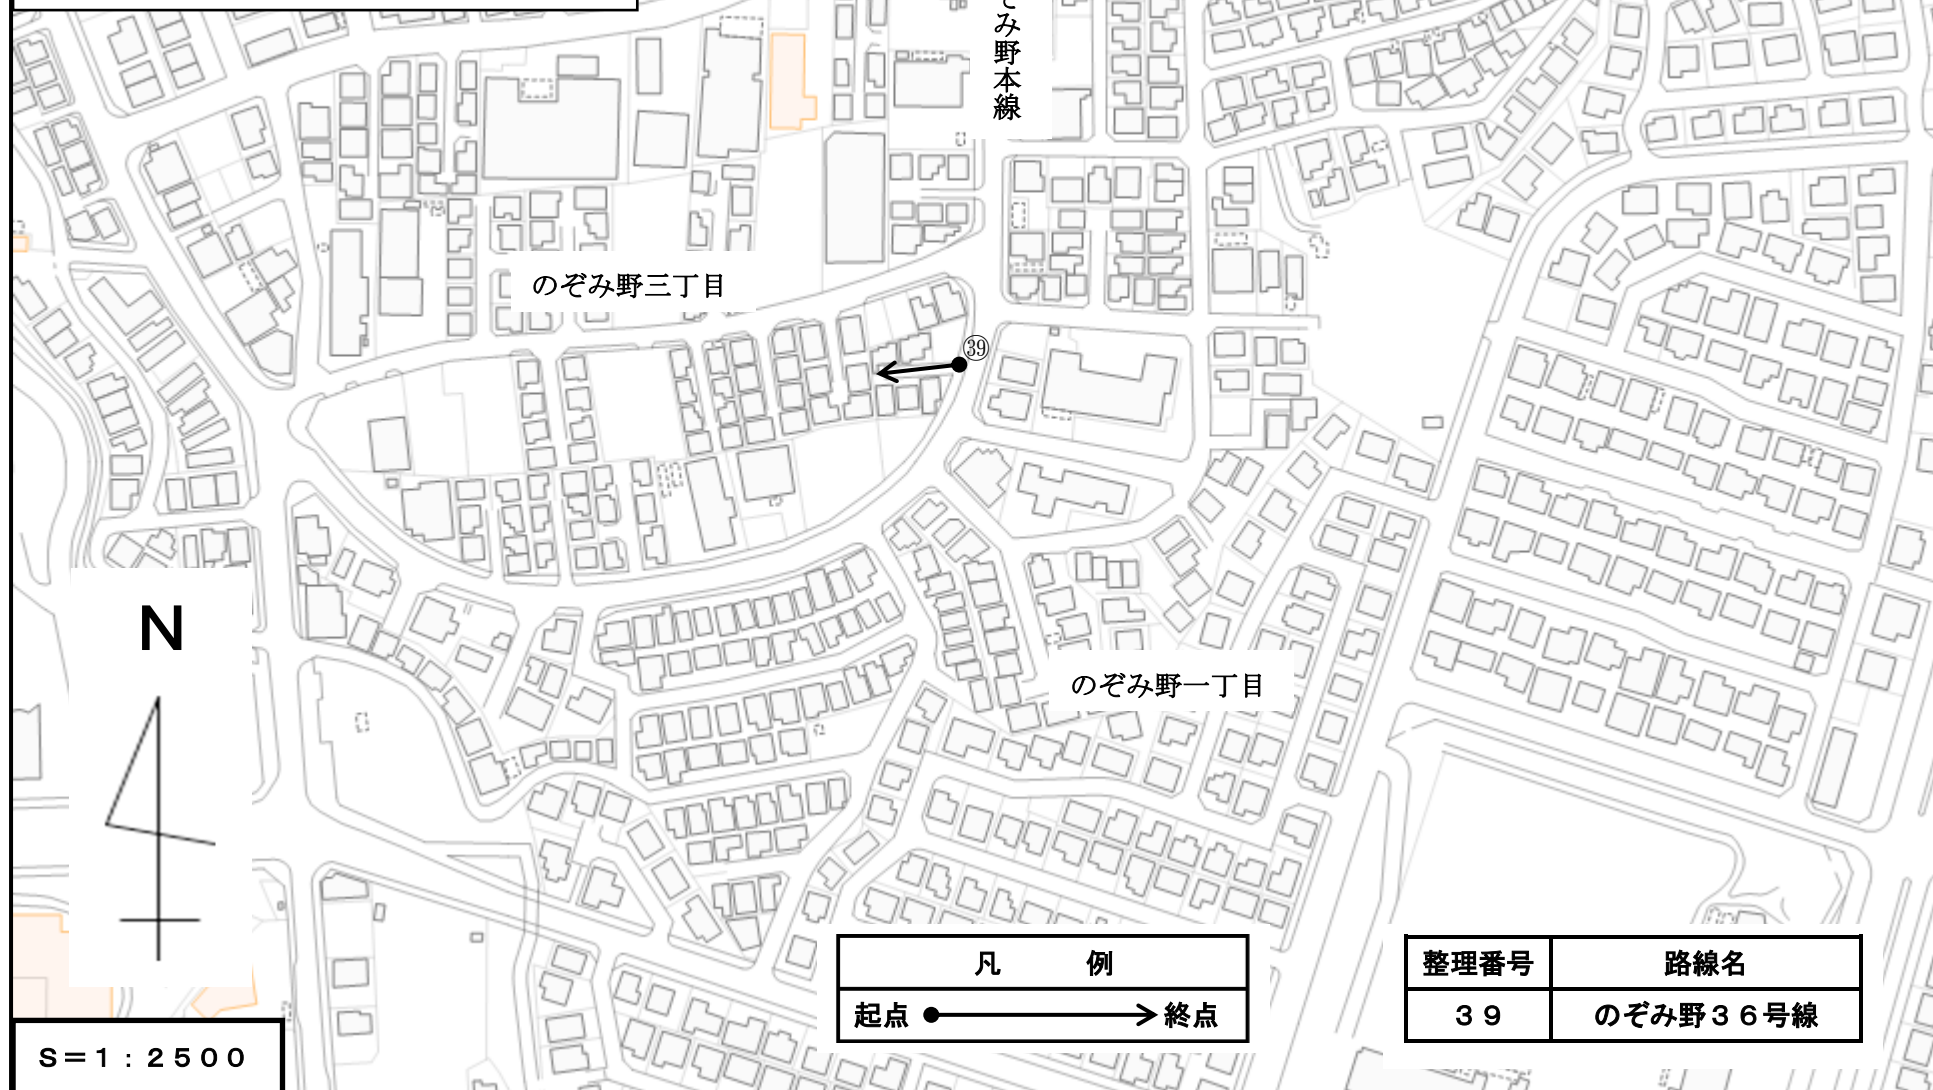 ぞみ野本線
のぞみ野三丁目
㊴
N
のぞみ野一丁目
凡 例
起点 終点
整理番号 路線名
39 のぞみ野36号線
S=1:2500